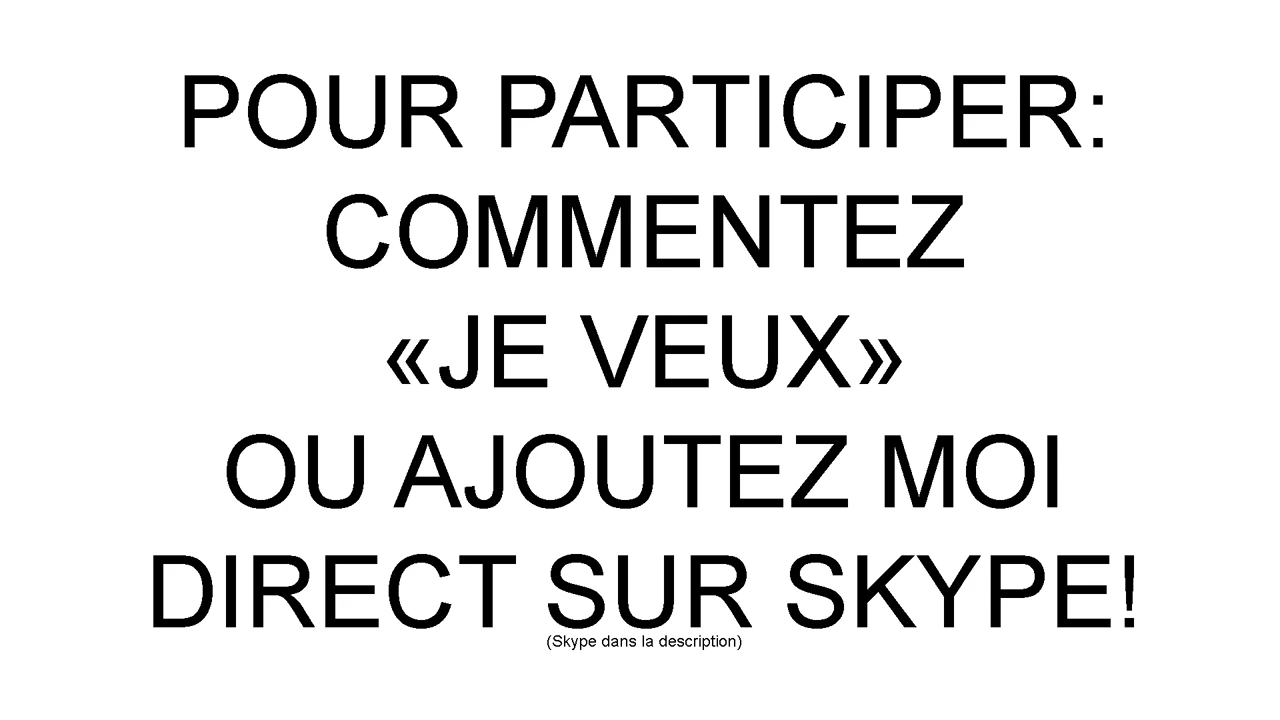 POUR PARTICIPER:
COMMENTEZ
«JE VEUX»
OU AJOUTEZ MOI
DIRECT SUR SKYPE!
(Skype dans la description)